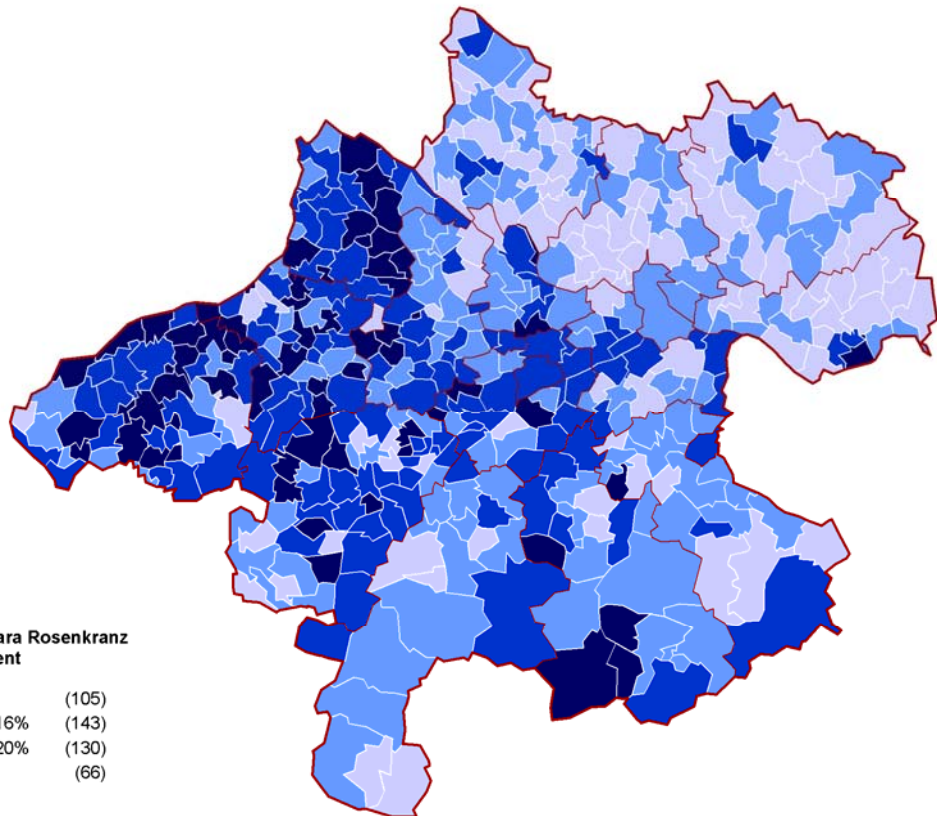 ara Rosenkranz
ent
(105)
16% (143)
20% (130)
(66)